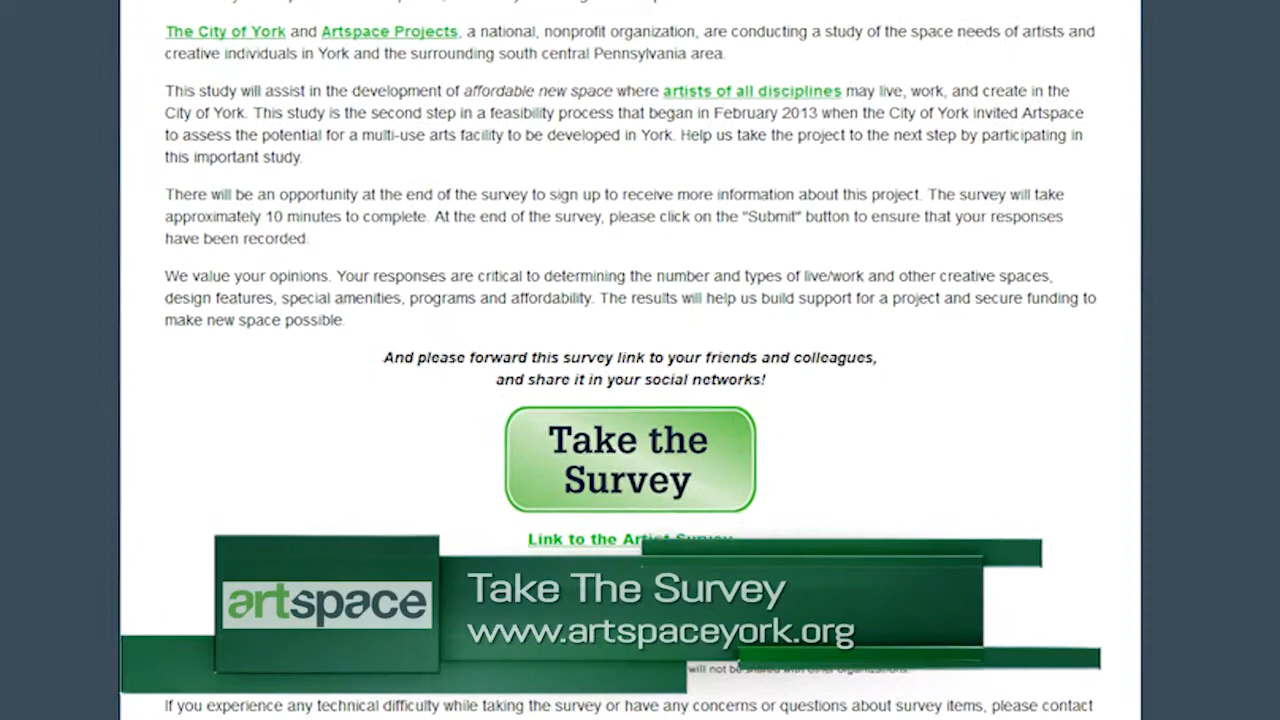 The City of York and Artspace Projects, a national, nonprofit organization, are conducting a study of the space needs of artists and
creative individuals in York and the surrounding south central Pennsylvania area.
This study will assist in the development of affordable new space where artists of all disciplines may live, work, and create in the
City of York. This study is the second step in a feasibility process that began in February 2013 when the City of York invited Artspace
to assess the potential for a multi-use arts facility to be developed in York. Help us take the project to the next step by participating in
this important study.
There will be an opportunity at the end of the survey to sign up to receive more information about this project. The survey will take
approximately 10 minutes to complete. At the end of the survey, please click on the "Submit" button to ensure that your responses
have been recorded.
We value your opinions. Your responses are critical to determining the number and types of live/work and other creative spaces,
design features, special amenities, programs and affordability. The results will help us build support for a project and secure funding to
make new space possible.
And please forward this survey link to your friends and colleagues,
and share it in your social networks!
Take the
Survey
Link to the Artist Survey
artspace
Take The Survey
www.artspaceyork.org
will not be shared with other organizations.
If you experience any technical difficulty while taking the survey or have any concerns or questions about survey items, please contact